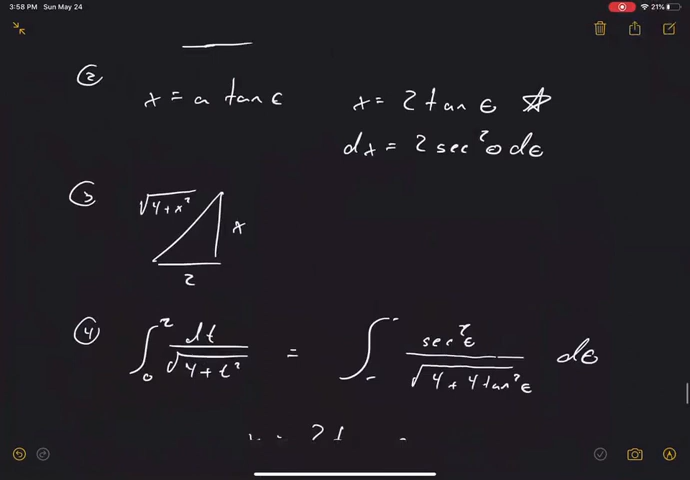 3:58 PM Sun May 24 21%
② x = a tan θ x = 2 tan θ ☆
dx = 2 sec²θ dθ
③ √4+x² x
2
④ ∫₀² dt/√4+t² = ∫ sec²θ/√4+4tan²θ dθ